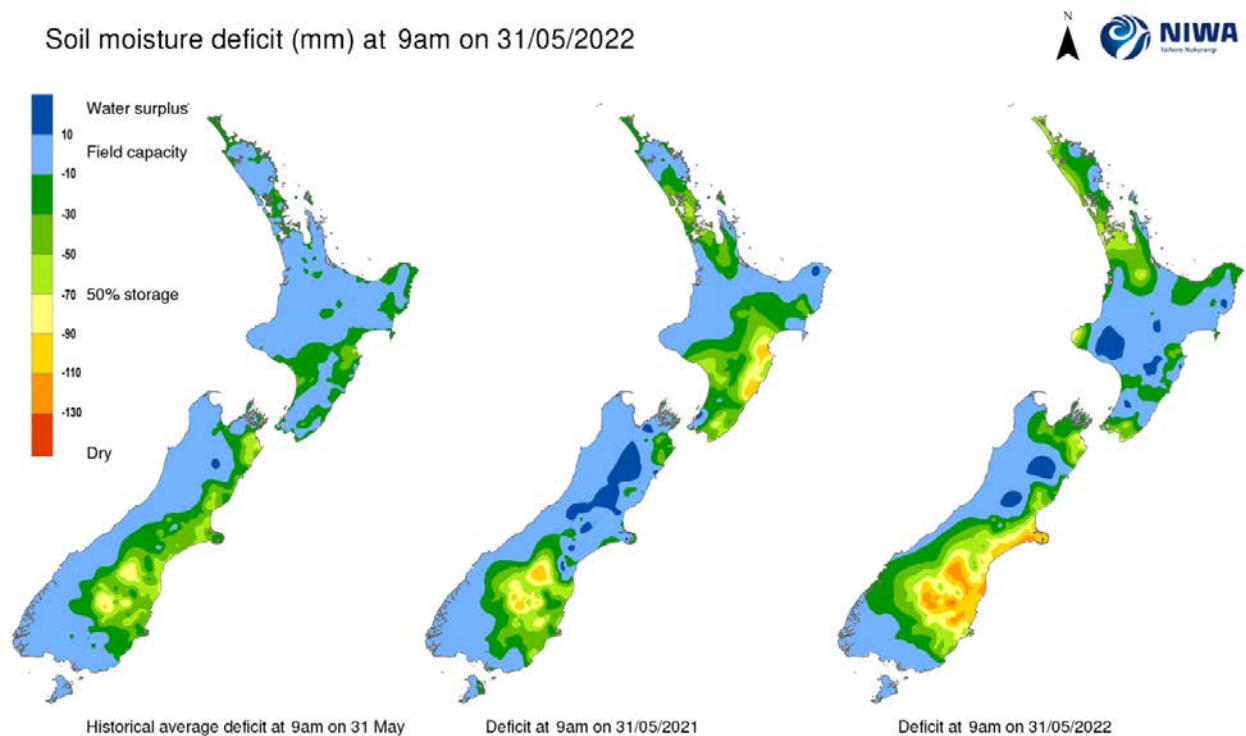 Soil moisture deficit (mm) at 9am on 31/05/2022
N
NIWA
Taihoro Nukurangi
Water surplus
10
Field capacity
-10
-30
-50
-70
50% storage
-90
-110
-130
Dry
Historical average deficit at 9am on 31 May
Deficit at 9am on 31/05/2021
Deficit at 9am on 31/05/2022